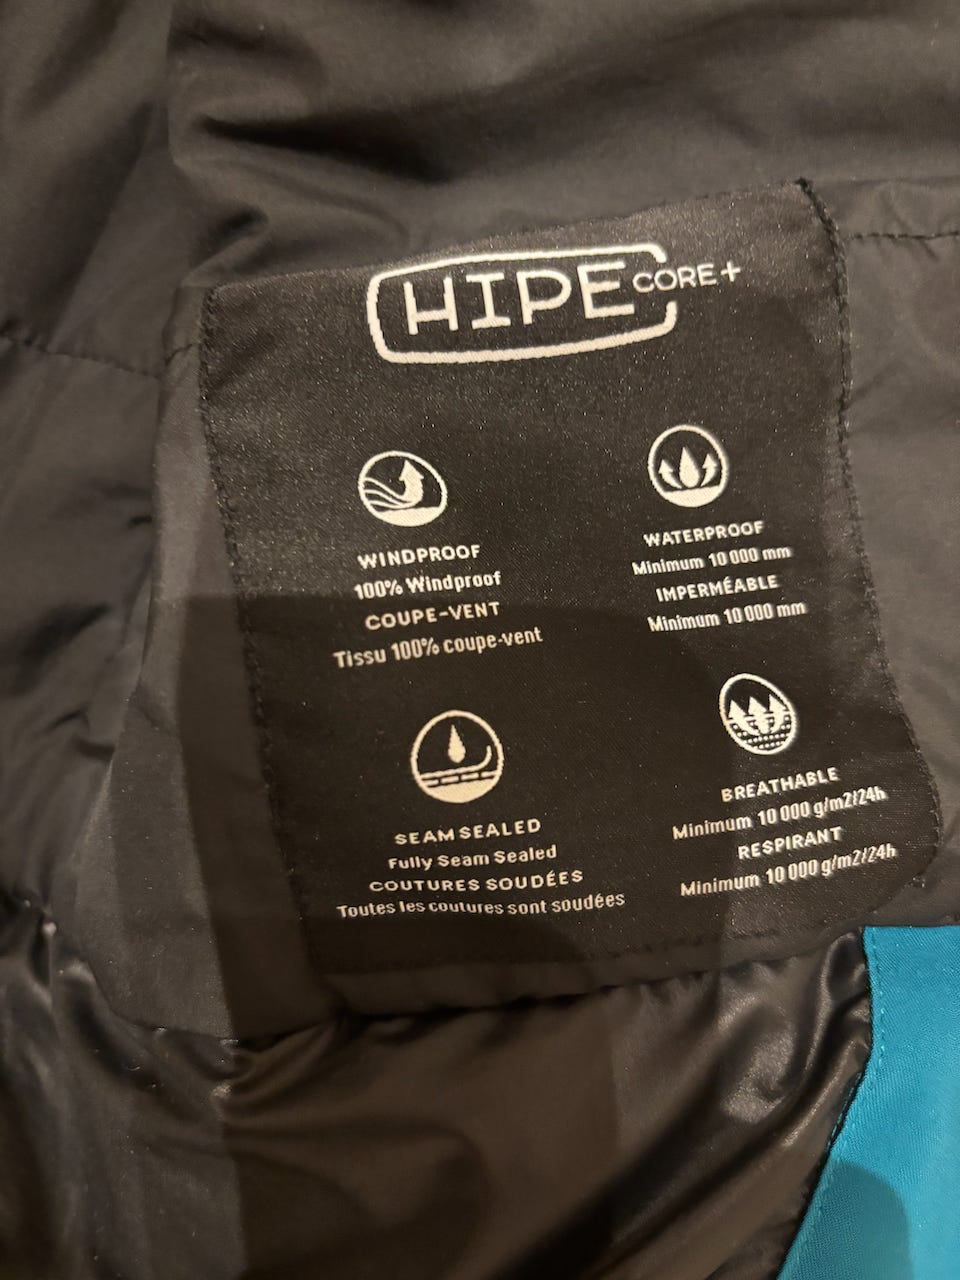 HIPE CORE+
WINDPROOF
100% Windproof
COUPE-VENT
Tissu 100% coupe-vent
WATERPROOF
Minimum 10 000 mm
IMPERMÉABLE
Minimum 10 000 mm
SEAM SEALED
Fully Seam Sealed
COUTURES SOUDÉES
Toutes les coutures sont soudées
BREATHABLE
Minimum 10 000 g/m2/24h
RESPIRANT
Minimum 10 000 g/m2/24h